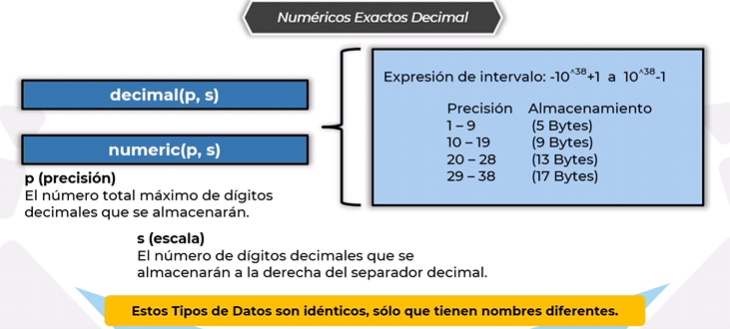 Numéricos Exactos Decimal
decimal(p, s)
numeric(p, s)
Expresión de intervalo: -10^38+1 a 10^38-1
Precisión Almacenamiento
1 – 9 (5 Bytes)
10 – 19 (9 Bytes)
20 – 28 (13 Bytes)
29 – 38 (17 Bytes)
p (precisión)
El número total máximo de dígitos
decimales que se almacenarán.
s (escala)
El número de dígitos decimales que se
almacenarán a la derecha del separador decimal.
Estos Tipos de Datos son idénticos, sólo que tienen nombres diferentes.